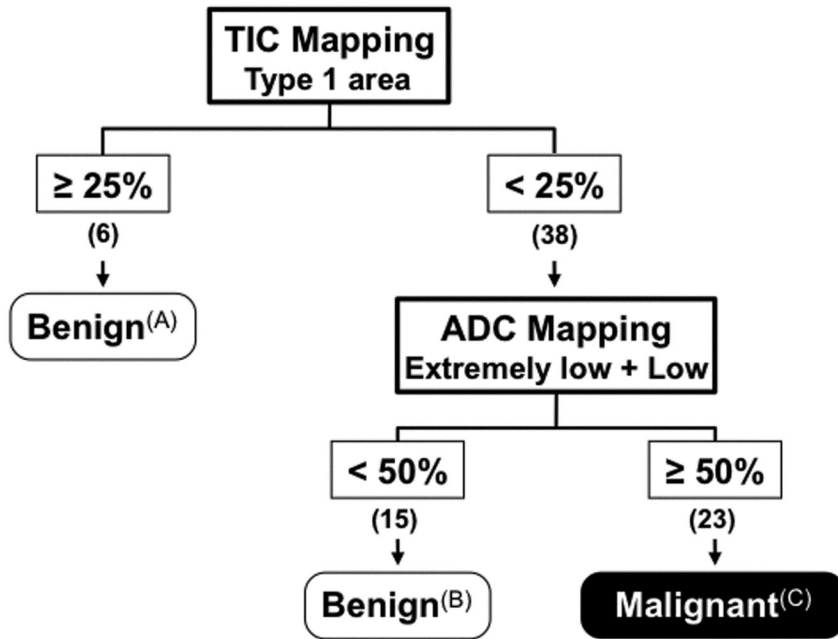 TIC Mapping
Type 1 area
≥ 25%
< 25%
(6)
(38)
Benign(A)
ADC Mapping
Extremely low + Low
< 50%
≥ 50%
(15)
(23)
Benign(B)
Malignant(C)